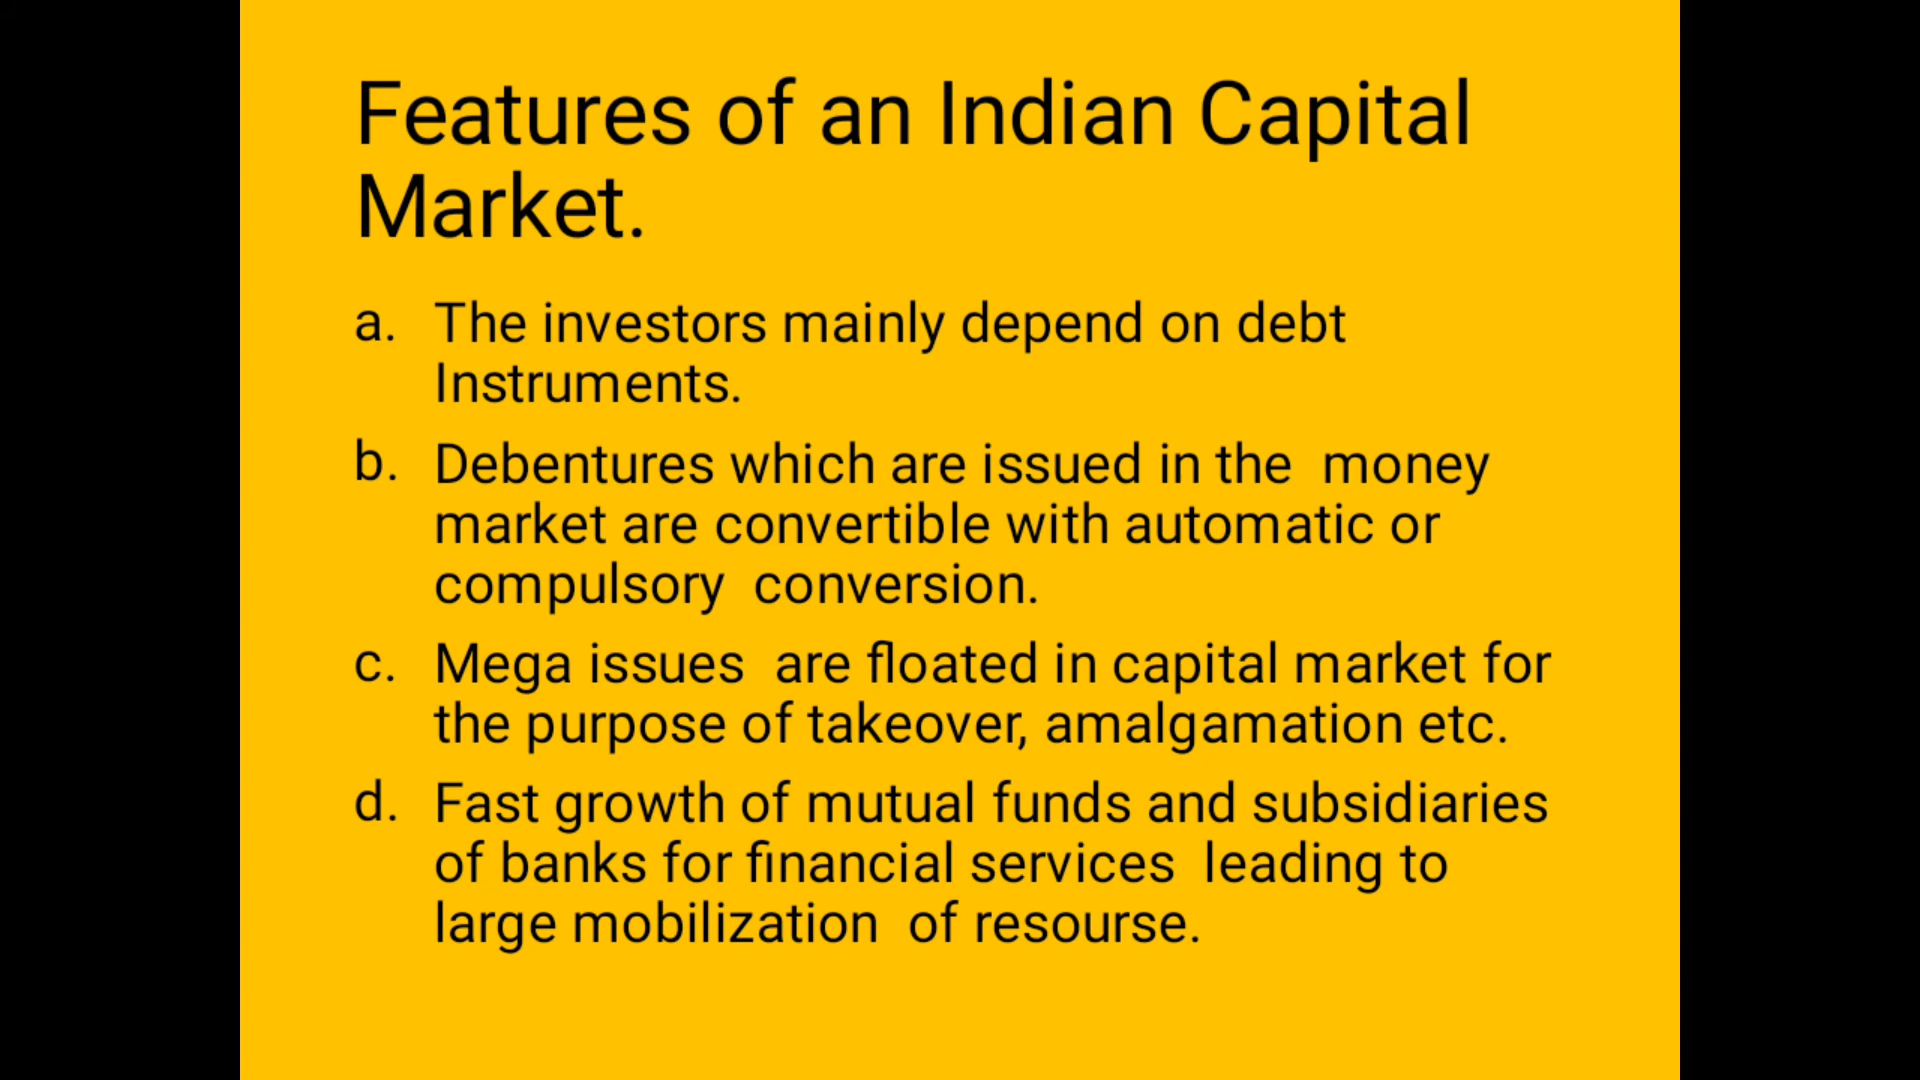 Features of an Indian Capital
Market.
a. The investors mainly depend on debt
Instruments.
b. Debentures which are issued in the  money
market are convertible with automatic or
compulsory  conversion.
c. Mega issues  are floated in capital market for
the purpose of takeover, amalgamation etc.
d. Fast growth of mutual funds and subsidiaries
of banks for financial services  leading to
large mobilization  of resourse.